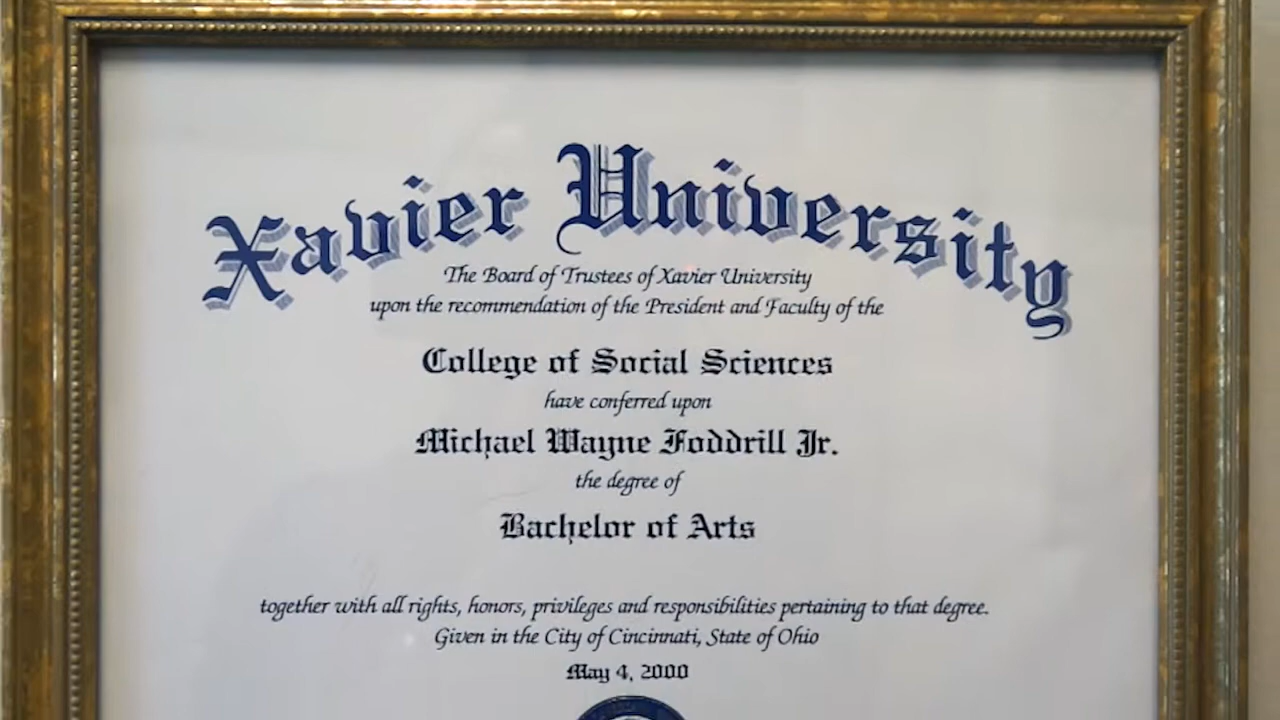 Xavier University
The Board of Trustees of Xavier University
upon the recommendation of the President and Faculty of the
College of Social Sciences
have conferred upon
Michael Wayne Foddrill Jr.
the degree of
Bachelor of Arts
together with all rights, honors, privileges and responsibilities pertaining to that degree.
Given in the City of Cincinnati, State of Ohio
May 4, 2000